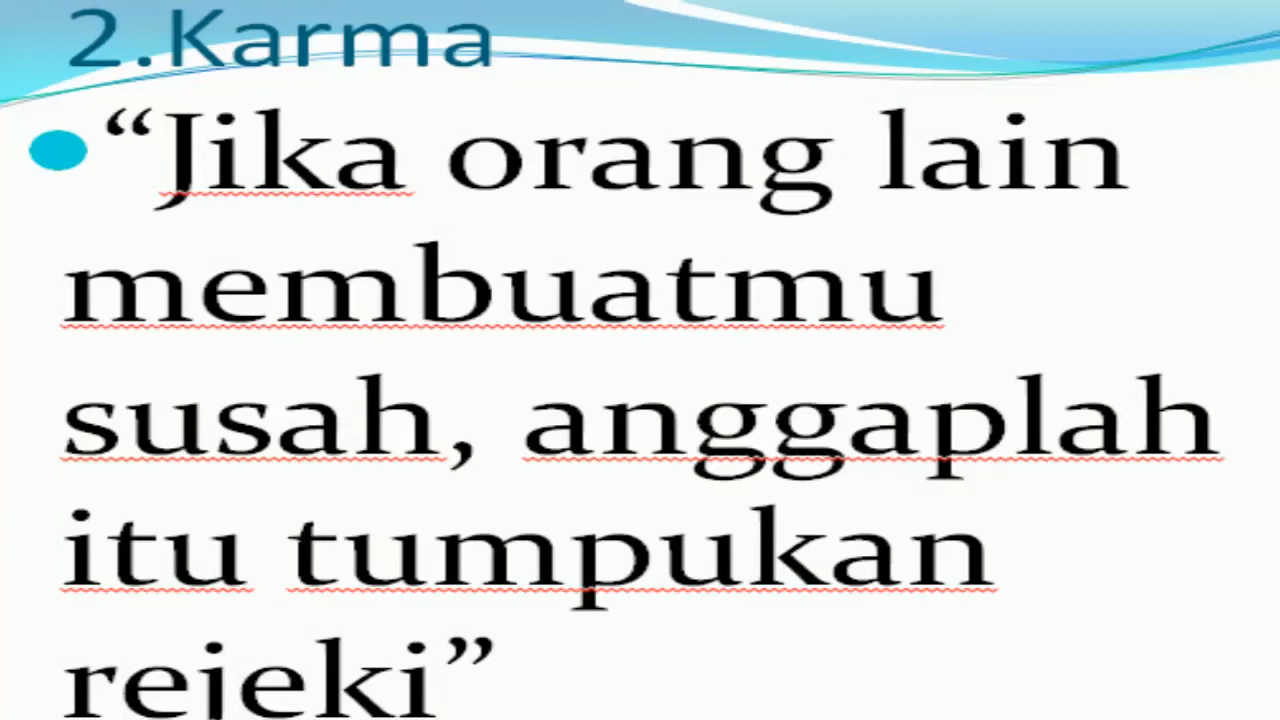 2.Karma
“Jika orang lain
membuatmu
susah, anggaplah
itu tumpukan
rejeki”